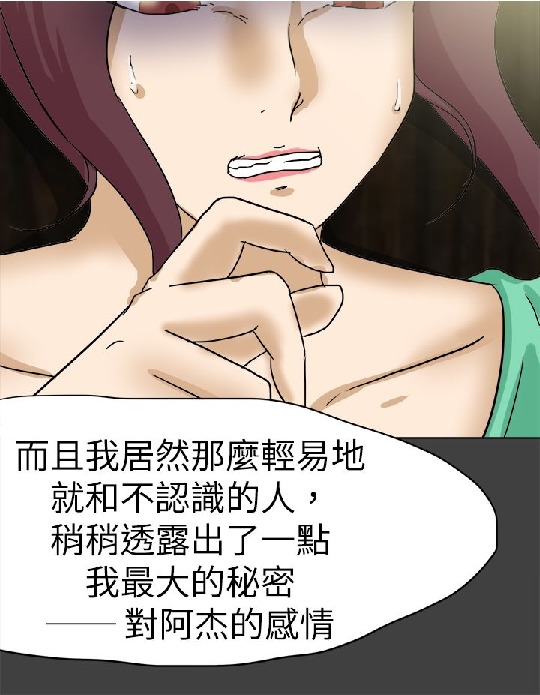 而且我居然那麼輕易地
就和不認識的人，
稍稍透露出了一點
我最大的秘密
——對阿杰的感情